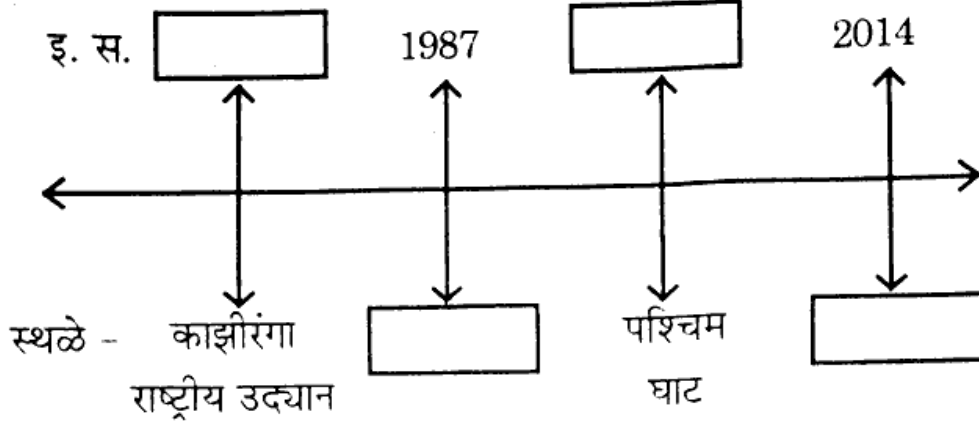 इ. स. 1987 2014
स्थळे - काझीरंगा राष्ट्रीय उद्यान
पश्चिम घाट